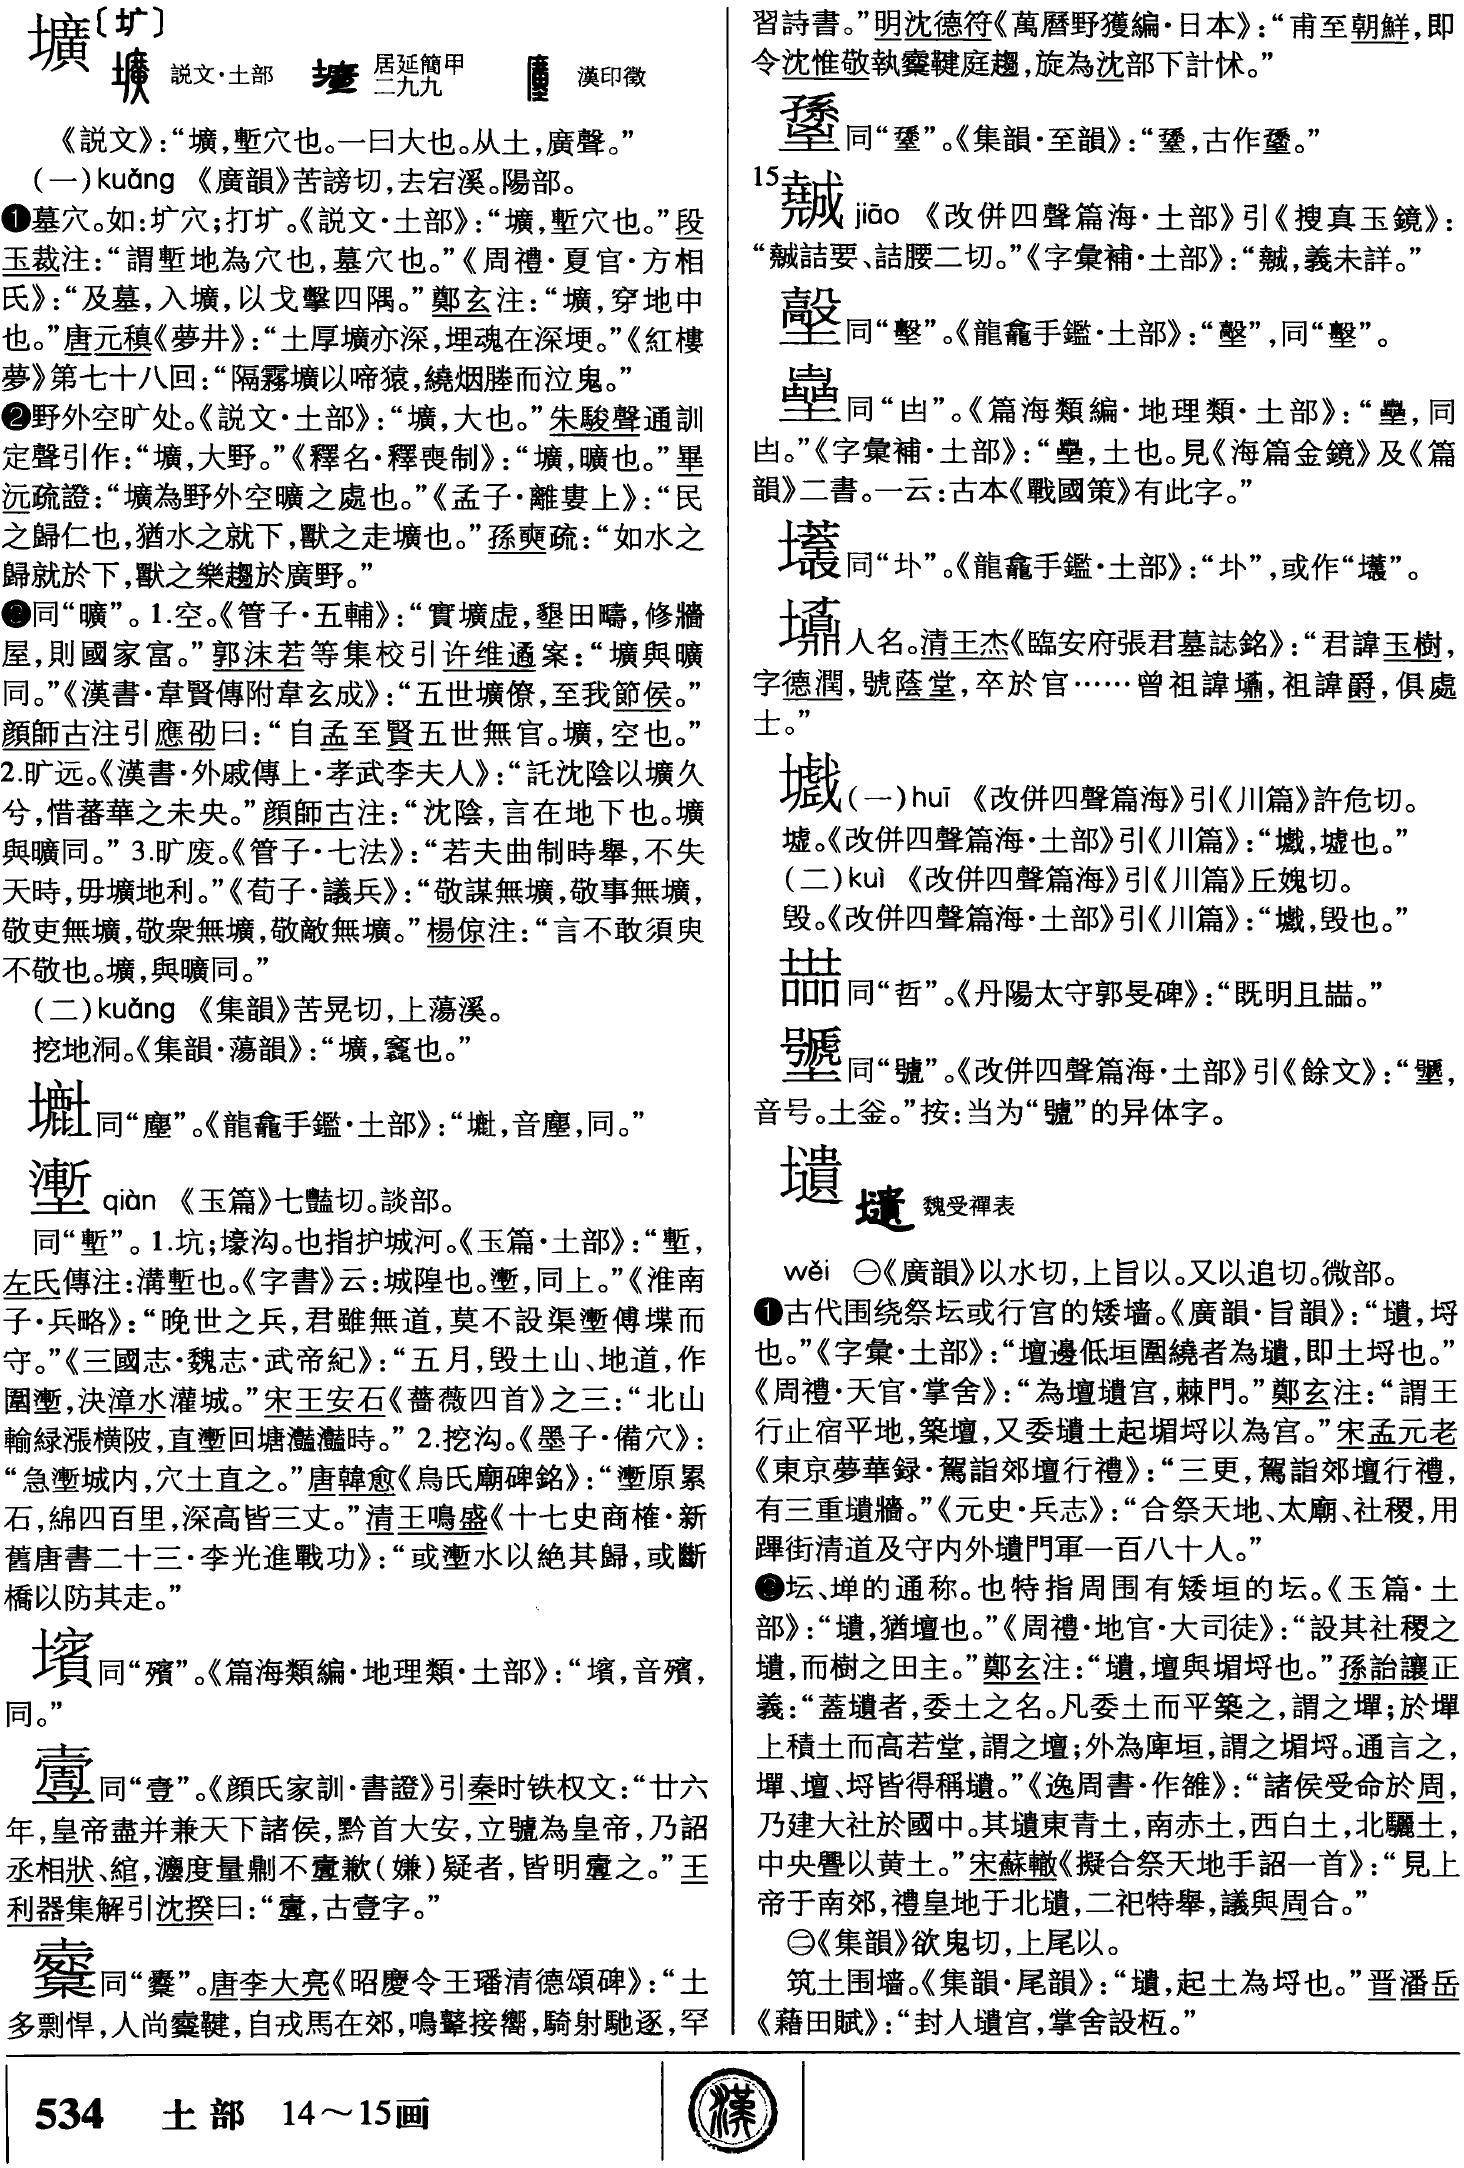 壙〔圹〕
説文·土部 居延簡甲二九九 漢印徵
《説文》：“壙，塹穴也。一曰大也。从土，廣聲。”
（一）kuǎng 《廣韻》苦謗切，去宕溪。陽部。
❶墓穴。如：圹穴；打圹。《説文·土部》：“壙，塹穴也。”段
玉裁注：“謂塹地為穴也，墓穴也。”《周禮·夏官·方相
氏》：“及墓，入壙，以戈擊四隅。”鄭玄注：“壙，穿地中
也。”唐元稹《夢井》：“土厚壙亦深，埋魂在深埂。”《紅樓
夢》第七十八回：“隔霧壙以啼猿，繞烟塍而泣鬼。”
❷野外空旷处。《説文·土部》：“壙，大也。”朱駿聲通訓
定聲引作：“壙，大野。”《釋名·釋喪制》：“壙，曠也。”畢
沅疏證：“壙為野外空曠之處也。”《孟子·離婁上》：“民
之歸仁也，猶水之就下，獸之走壙也。”孫奭疏：“如水之
歸就於下，獸之樂趨於廣野。”
❸同“曠”。1.空。《管子·五輔》：“實壙虚，墾田疇，修牆
屋，則國家富。”郭沫若等集校引许维遹案：“壙與曠
同。”《漢書·韋賢傳附韋玄成》：“五世壙僚，至我節侯。”
顔師古注引應劭曰：“自孟至賢五世無官。壙，空也。”
2.旷远。《漢書·外戚傳上·孝武李夫人》：“託沈陰以壙久
兮，惜蕃華之未央。”顔師古注：“沈陰，言在地下也。壙
與曠同。”3.旷废。《管子·七法》：“若夫曲制時舉，不失
天時，毋壙地利。”《荀子·議兵》：“敬謀無壙，敬事無壙，
敬吏無壙，敬衆無壙，敬敵無壙。”楊倞注：“言不敢須臾
不敬也。壙，與曠同。”
（二）kuǎng 《集韻》苦晃切，上蕩溪。
挖地洞。《集韻·蕩韻》：“壙，竁也。”
同“塵”。《龍龕手鑑·土部》：“，音塵，同。”
壍 qiàn 《玉篇》七豔切。談部。
同“塹”。1.坑；壕沟。也指护城河。《玉篇·土部》：“塹，
左氏傳注：溝塹也。《字書》云：城隍也。壍，同上。”《淮南
子·兵略》：“晚世之兵，君雖無道，莫不設渠壍傅堞而
守。”《三國志·魏志·武帝紀》：“五月，毁土山、地道，作
圍壍，決漳水灌城。”宋王安石《薔薇四首》之三：“北山
輸緑漲横陂，直壍回塘灩灩時。”2.挖沟。《墨子·備穴》：
“急壍城内，穴土直之。”唐韓愈《烏氏廟碑銘》：“壍原累
石，綿四百里，深高皆三丈。”清王鳴盛《十七史商榷·新
舊唐書二十三·李光進戰功》：“或壍水以絶其歸，或斷
橋以防其走。”
同“殯”。《篇海類編·地理類·土部》：“，音殯，
同。”
同“壹”。《顔氏家訓·書證》引秦时铁权文：“廿六
年，皇帝盡并兼天下諸侯，黔首大安，立號為皇帝，乃詔
丞相狀、綰，灋度量鼎不歉（嫌）疑者，皆明之。”王
利器集解引沈揆曰：“，古壹字。”
同“櫜”。唐李大亮《昭慶令王璠清德頌碑》：“土
多剽悍，人尚鞬，自戎馬在郊，鳴鼙接嚮，騎射馳逐，罕
習詩書。”明沈德符《萬曆野獲編·日本》：“甫至朝鮮，即
令沈惟敬執鞬庭趨，旋為沈部下計怵。”
同“”。《集韻·至韻》：“，古作。”
15
jiāo 《改併四聲篇海·土部》引《搜真玉鏡》：
“詰要、詰腰二切。”《字彙補·土部》：“，義未詳。”
同“”。《龍龕手鑑·土部》：“”，同“”。
同“凷”。《篇海類編·地理類·土部》：“，同
凷。”《字彙補·土部》：“，土也。見《海篇金鏡》及《篇
韻》二書。一云：古本《戰國策》有此字。”
同“圤”。《龍龕手鑑·土部》：“圤”，或作“”。
人名。清王杰《臨安府張君墓誌銘》：“君諱玉樹，
字德潤，號蔭堂，卒於官……曾祖諱，祖諱爵，俱處
士。”
（一）huī 《改併四聲篇海》引《川篇》許危切。
墟。《改併四聲篇海·土部》引《川篇》：“，墟也。”
（二）kuì 《改併四聲篇海》引《川篇》丘媿切。
毁。《改併四聲篇海·土部》引《川篇》：“，毁也。”
嚞同“哲”。《丹陽太守郭旻碑》：“既明且嚞。”
同“號”。《改併四聲篇海·土部》引《餘文》：“，
音号。土釜。”按：当为“”的异体字。
壝 魏受禪表
wěi ㊀《廣韻》以水切，上旨以。又以追切。微部。
❶古代围绕祭坛或行宫的矮墙。《廣韻·旨韻》：“壝，埒
也。”《字彙·土部》：“壇邊低垣圍繞者為壝，即土埒也。”
《周禮·天官·掌舍》：“為壇壝宫，棘門。”鄭玄注：“謂王
行止宿平地，築壇，又委壝土起堳埒以為宫。”宋孟元老
《東京夢華録·駕詣郊壇行禮》：“三更，駕詣郊壇行禮，
有三重壝牆。”《元史·兵志》：“合祭天地、太廟、社稷，用
蹕街清道及守内外壝門軍一百八十人。”
❷坛、墠的通称。也特指周围有矮垣的坛。《玉篇·土
部》：“壝，猶壇也。”《周禮·地官·大司徒》：“設其社稷之
壝，而樹之田主。”鄭玄注：“壝，壇與堳埒也。”孫詒讓正
義：“蓋壝者，委土之名。凡委土而平築之，謂之墠；於墠
上積土而高若堂，謂之壇；外為庳垣，謂之堳埒。通言之，
墠、壇、埒皆得稱壝。”《逸周書·作雒》：“諸侯受命於周，
乃建大社於國中。其壝東青土，南赤土，西白土，北驪土，
中央舋以黄土。”宋蘇轍《擬合祭天地手詔一首》：“見上
帝于南郊，禮皇地于北壝，二祀特舉，議與周合。”
㊁《集韻》欲鬼切，上尾以。
筑土围墙。《集韻·尾韻》：“壝，起土為埒也。”晋潘岳
《藉田賦》：“封人壝宫，掌舍設枑。”
534 土部 14～15画
漢